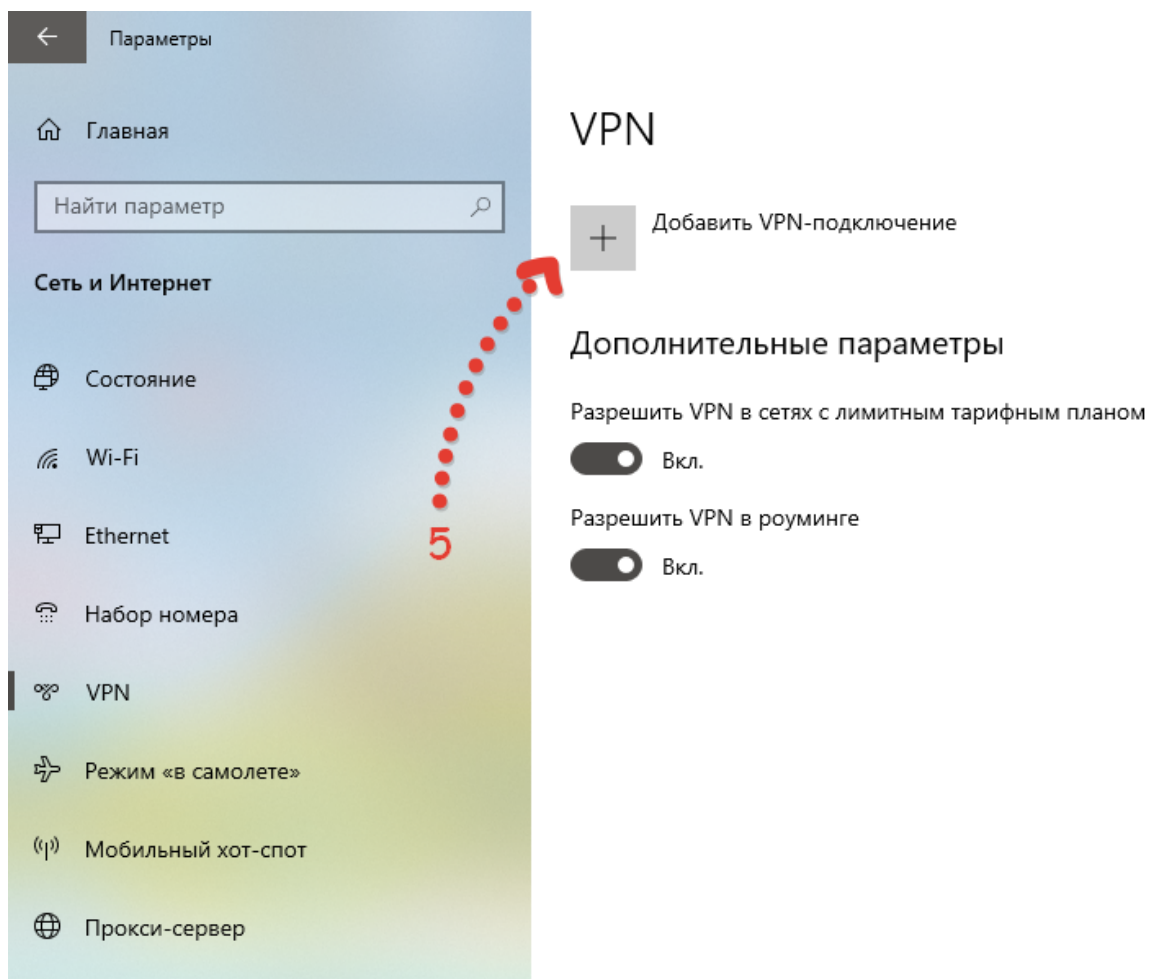 Параметры
Главная
Найти параметр
Сеть и Интернет
Состояние
Wi-Fi
Ethernet
Набор номера
VPN
Режим «в самолете»
Мобильный хот-спот
Прокси-сервер
5
VPN
Добавить VPN-подключение
Дополнительные параметры
Разрешить VPN в сетях с лимитным тарифным планом
Вкл.
Разрешить VPN в роуминге
Вкл.